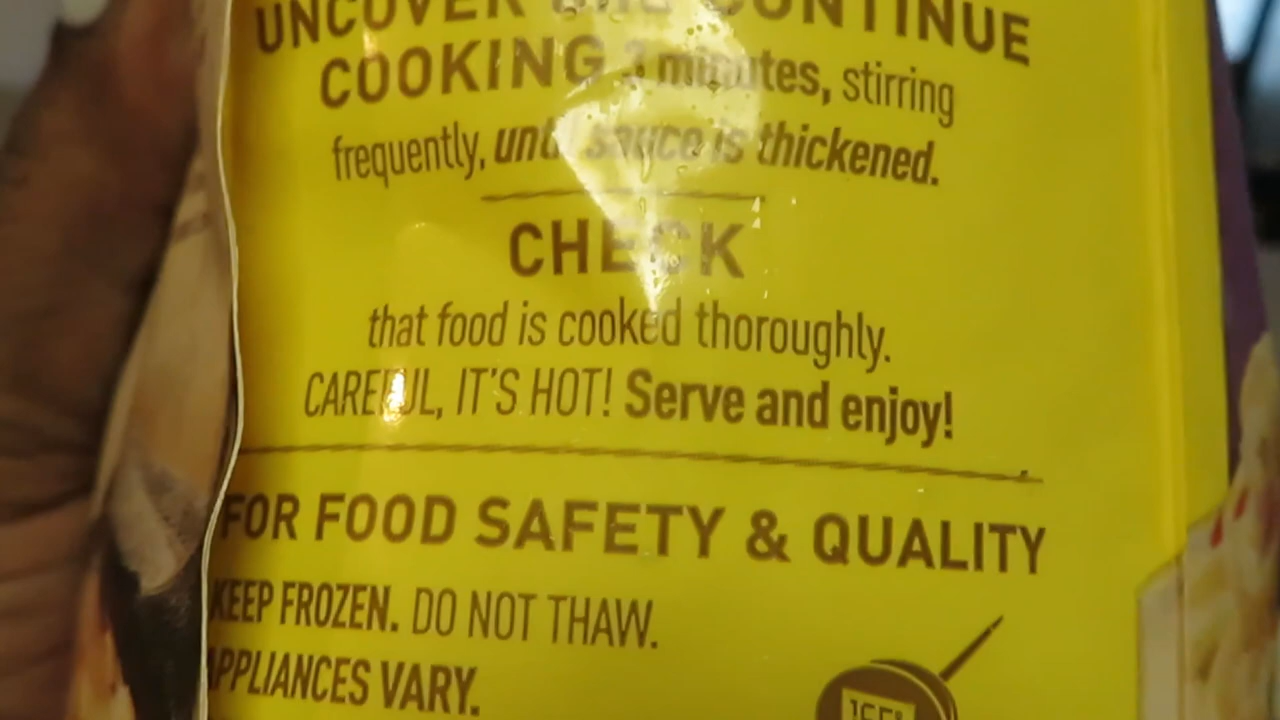 UNCOVER AND CONTINUE
COOKING 3 minutes, stirring
frequently, until sauce is thickened.
CHECK
that food is cooked thoroughly.
CAREFUL, IT'S HOT! Serve and enjoy!
FOR FOOD SAFETY & QUALITY
KEEP FROZEN. DO NOT THAW.
APPLIANCES VARY.